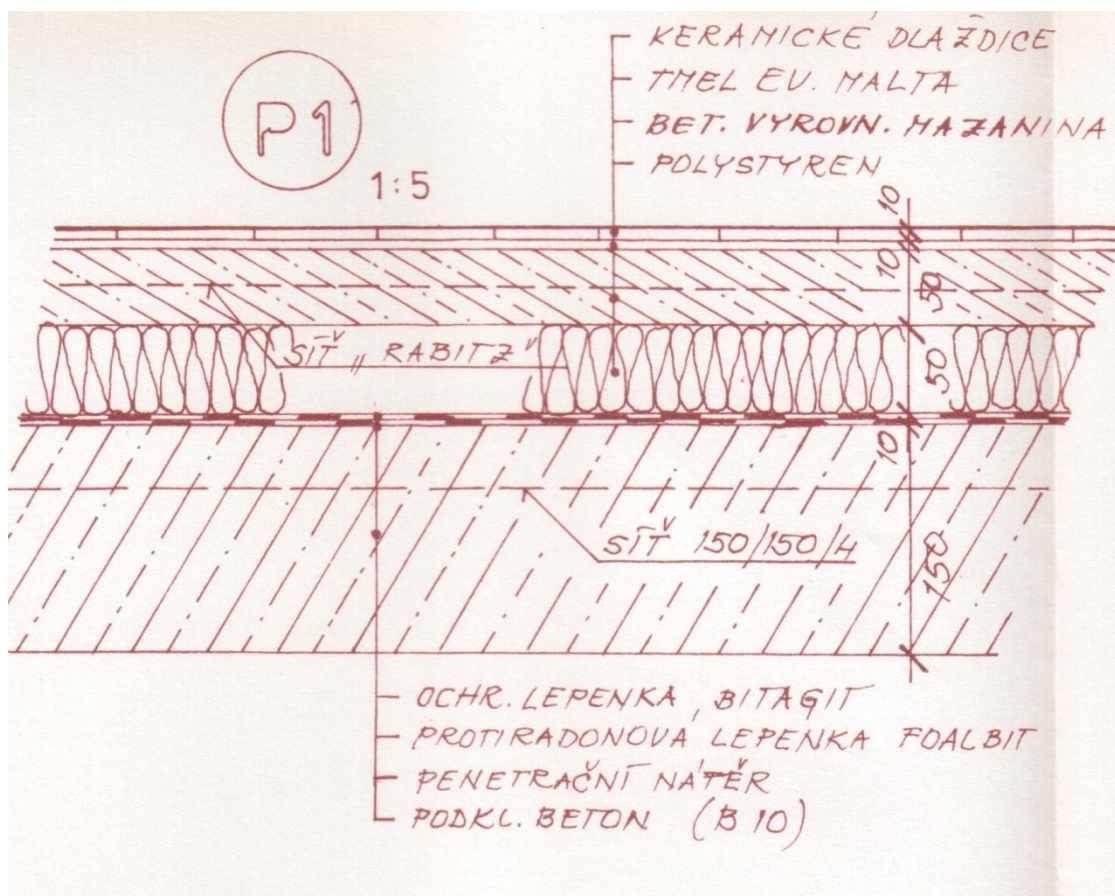 KERAMICKÉ DLAŽDICE
TMEL EV. MALTA
BET. VYROVN. MAZANINA
POLYSTYREN
P1
1:5
10
10
50
50
10
150
SÍŤ „RABITZ"
SÍŤ 150/150/4
OCHR. LEPENKA, BITAGIT
PROTIRADONOVÁ LEPENKA FOALBIT
PENETRAČNÍ NÁTĚR
PODKL. BETON (B 10)